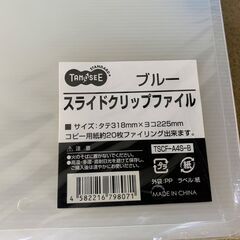 TANOSEE
STANDARD
ブルー
スライドクリップファイル
■サイズ:タテ318mm×ヨコ225mm
コピー用紙約20枚ファイリング出来ます。
▲注意
TSCF-A4S-B
4 582216 798071
外袋:PP ラベル:紙
MADE IN CHINA